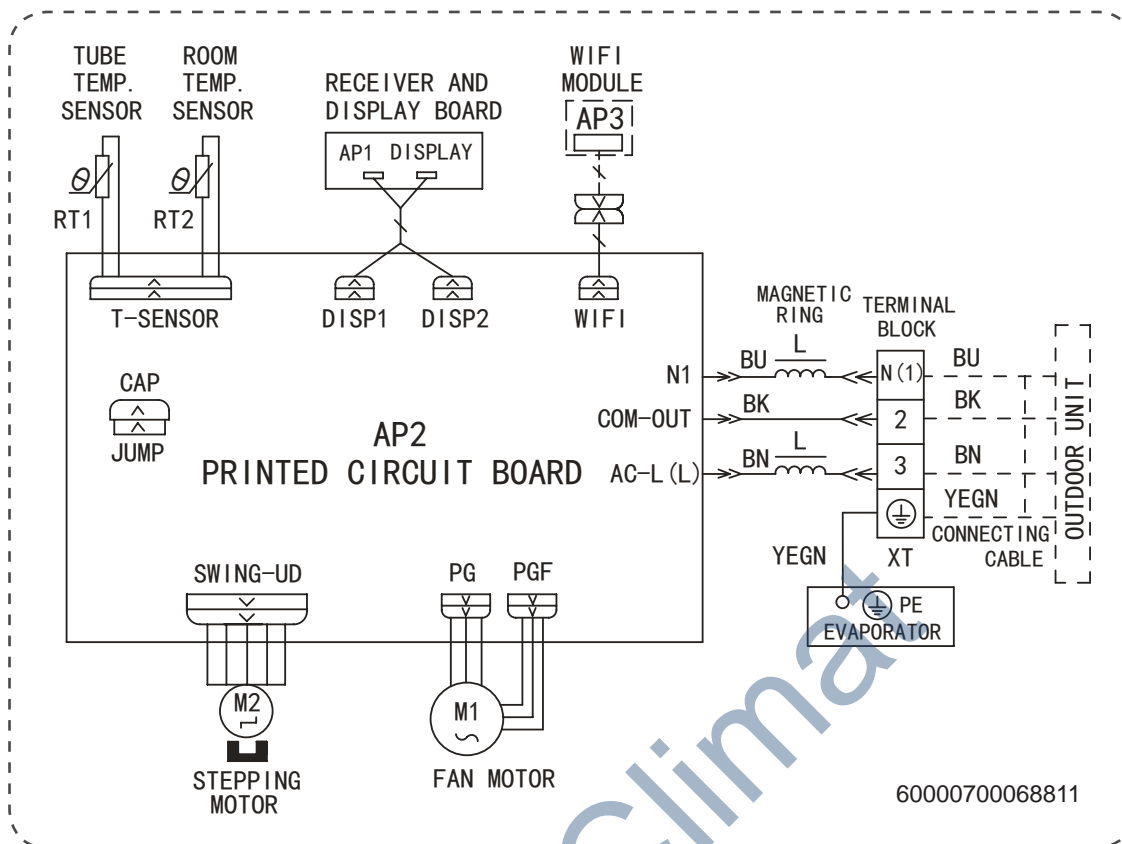 TUBE
TEMP.
SENSOR
ROOM
TEMP.
SENSOR
RECEIVER AND
DISPLAY BOARD
WIFI
MODULE
AP3
AP1 DISPLAY
θ
RT1
θ
RT2
T-SENSOR
DISP1
DISP2
WIFI
MAGNETIC
RING
TERMINAL
BLOCK
CAP
JUMP
AP2
PRINTED CIRCUIT BOARD
N1
BU
L
N(1)
BU
COM-OUT
BK
2
BK
AC-L(L)
BN
L
3
BN
YEGN
CONNECTING
CABLE
OUTDOOR UNIT
YEGN
XT
PE
EVAPORATOR
SWING-UD
PG
PGF
M2
M1
STEPPING
MOTOR
FAN MOTOR
Climat
60000700068811